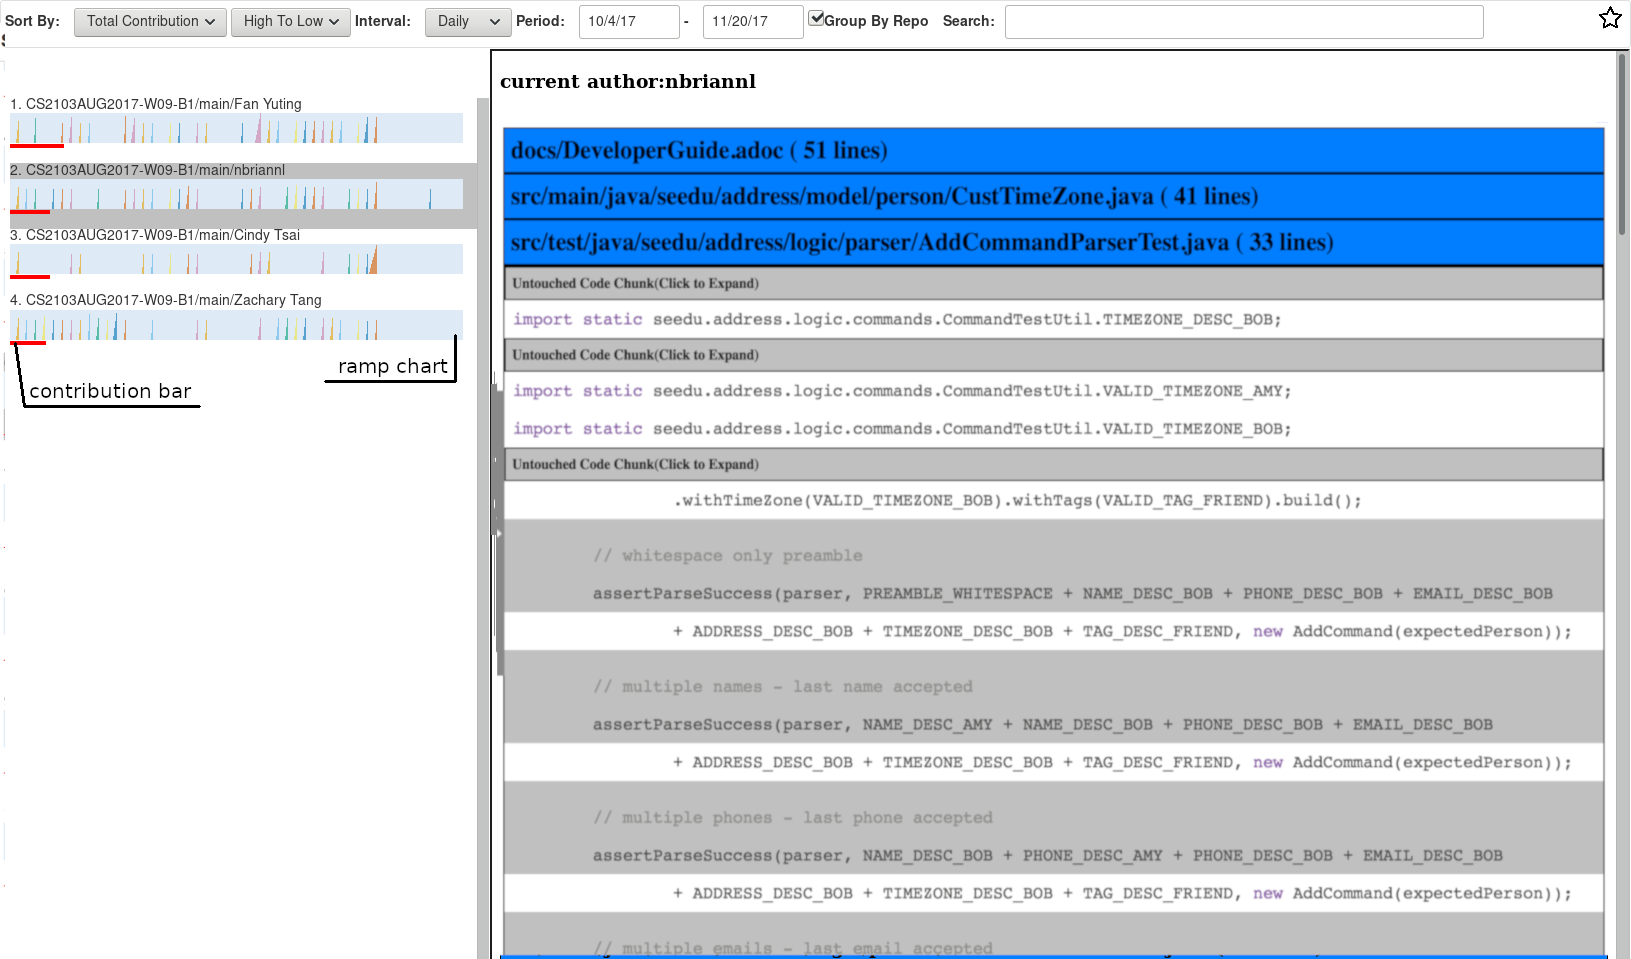 Sort By: Total Contribution High To Low Interval: Daily Period: 10/4/17 - 11/20/17 Group By Repo Search:
current author:nbriannl
1. CS2103AUG2017-W09-B1/main/Fan Yuting
2. CS2103AUG2017-W09-B1/main/nbriannl
3. CS2103AUG2017-W09-B1/main/Cindy Tsai
4. CS2103AUG2017-W09-B1/main/Zachary Tang
ramp chart
contribution bar
docs/DeveloperGuide.adoc ( 51 lines)
src/main/java/seedu/address/model/person/CustTimeZone.java ( 41 lines)
src/test/java/seedu/address/logic/parser/AddCommandParserTest.java ( 33 lines)
Untouched Code Chunk(Click to Expand)
import static seedu.address.logic.commands.CommandTestUtil.TIMEZONE_DESC_BOB;
Untouched Code Chunk(Click to Expand)
import static seedu.address.logic.commands.CommandTestUtil.VALID_TIMEZONE_AMY;
import static seedu.address.logic.commands.CommandTestUtil.VALID_TIMEZONE_BOB;
Untouched Code Chunk(Click to Expand)
.withTimeZone(VALID_TIMEZONE_BOB).withTags(VALID_TAG_FRIEND).build();
// whitespace only preamble
assertParseSuccess(parser, PREAMBLE_WHITESPACE + NAME_DESC_BOB + PHONE_DESC_BOB + EMAIL_DESC_BOB
+ ADDRESS_DESC_BOB + TIMEZONE_DESC_BOB + TAG_DESC_FRIEND, new AddCommand(expectedPerson));
// multiple names - last name accepted
assertParseSuccess(parser, NAME_DESC_AMY + NAME_DESC_BOB + PHONE_DESC_BOB + EMAIL_DESC_BOB
+ ADDRESS_DESC_BOB + TIMEZONE_DESC_BOB + TAG_DESC_FRIEND, new AddCommand(expectedPerson));
// multiple phones - last phone accepted
assertParseSuccess(parser, NAME_DESC_BOB + PHONE_DESC_AMY + PHONE_DESC_BOB + EMAIL_DESC_BOB
+ ADDRESS_DESC_BOB + TIMEZONE_DESC_BOB + TAG_DESC_FRIEND, new AddCommand(expectedPerson));
// multiple emails - last email accepted